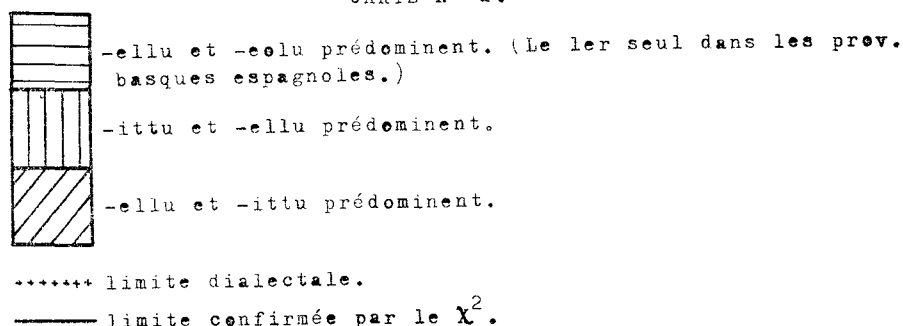 -ellu et -eolu prédominent. (Le 1er seul dans les prov.
basques espagnoles.)
-ittu et -ellu prédominent.
-ellu et -ittu prédominent.
limite dialectale.
limite confirmée par le χ².